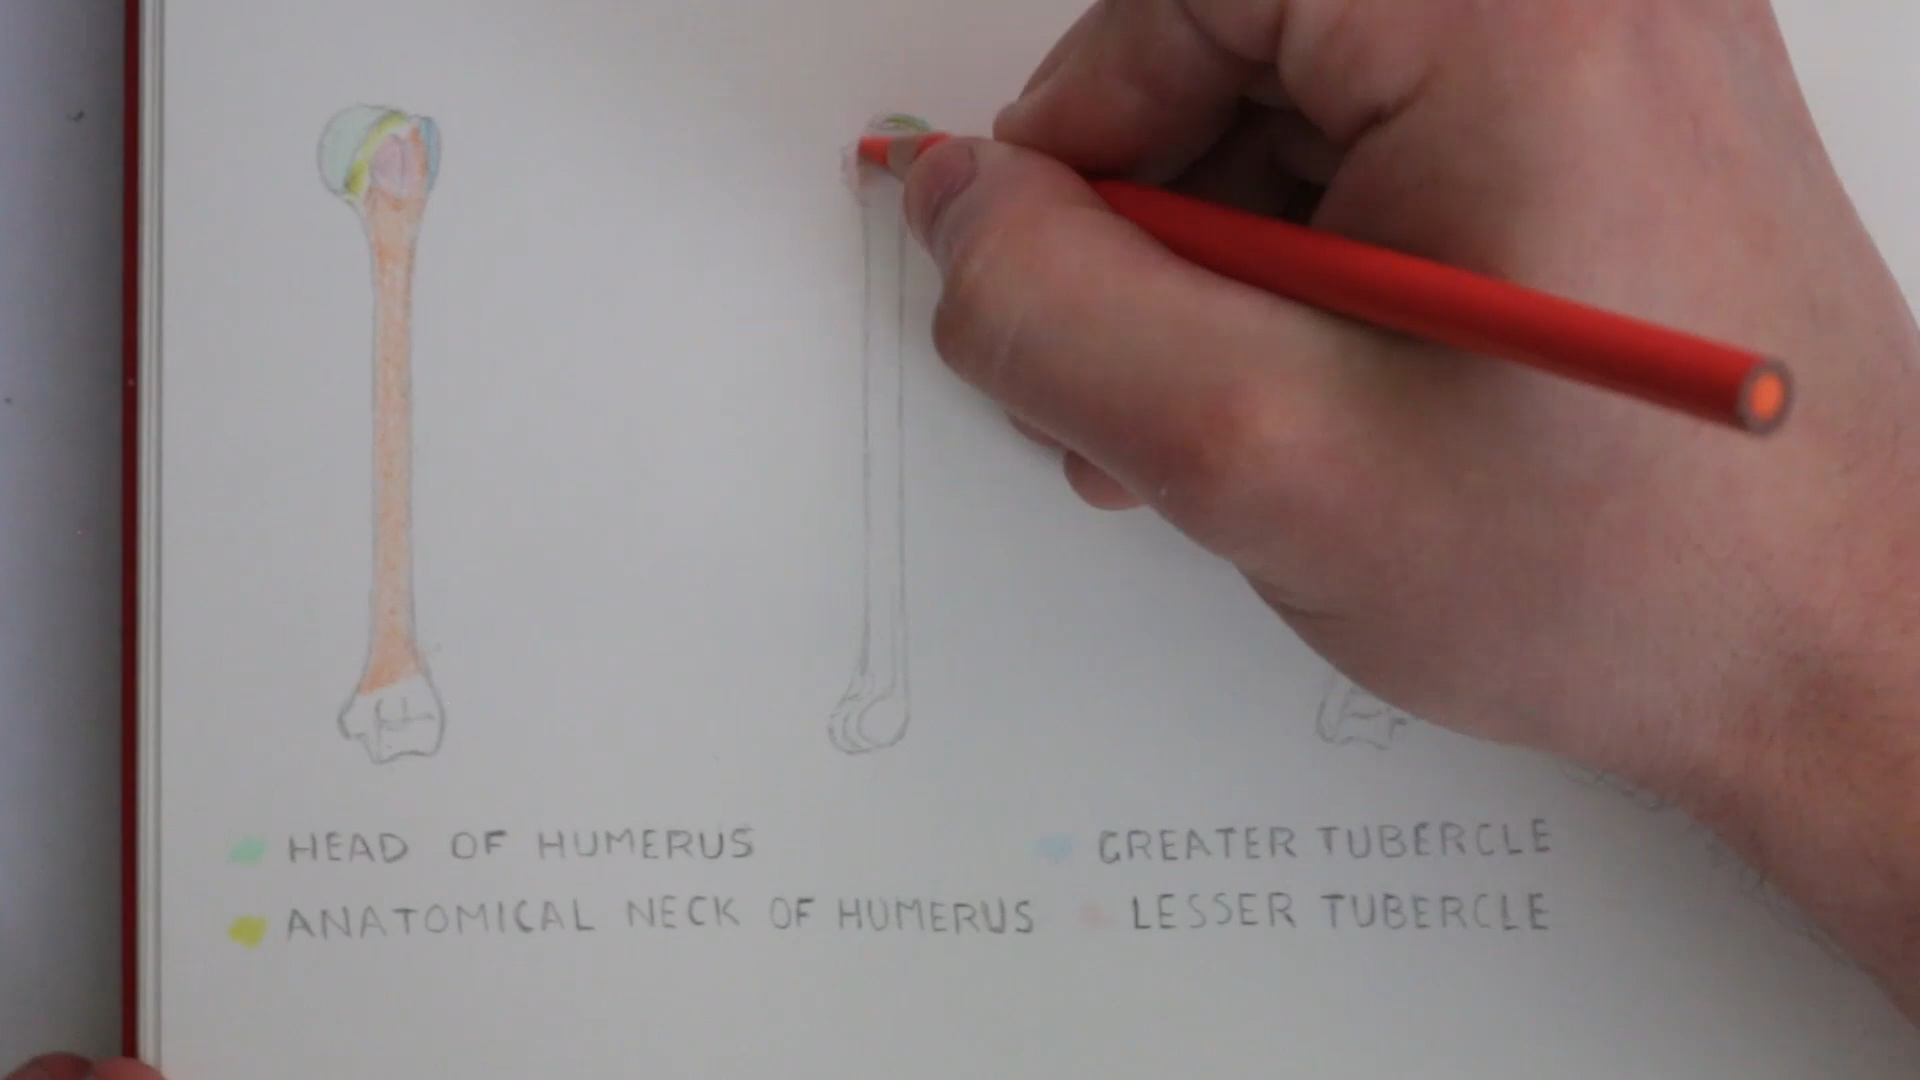 HEAD OF HUMERUS
GREATER TUBERCLE
ANATOMICAL NECK OF HUMERUS
LESSER TUBERCLE